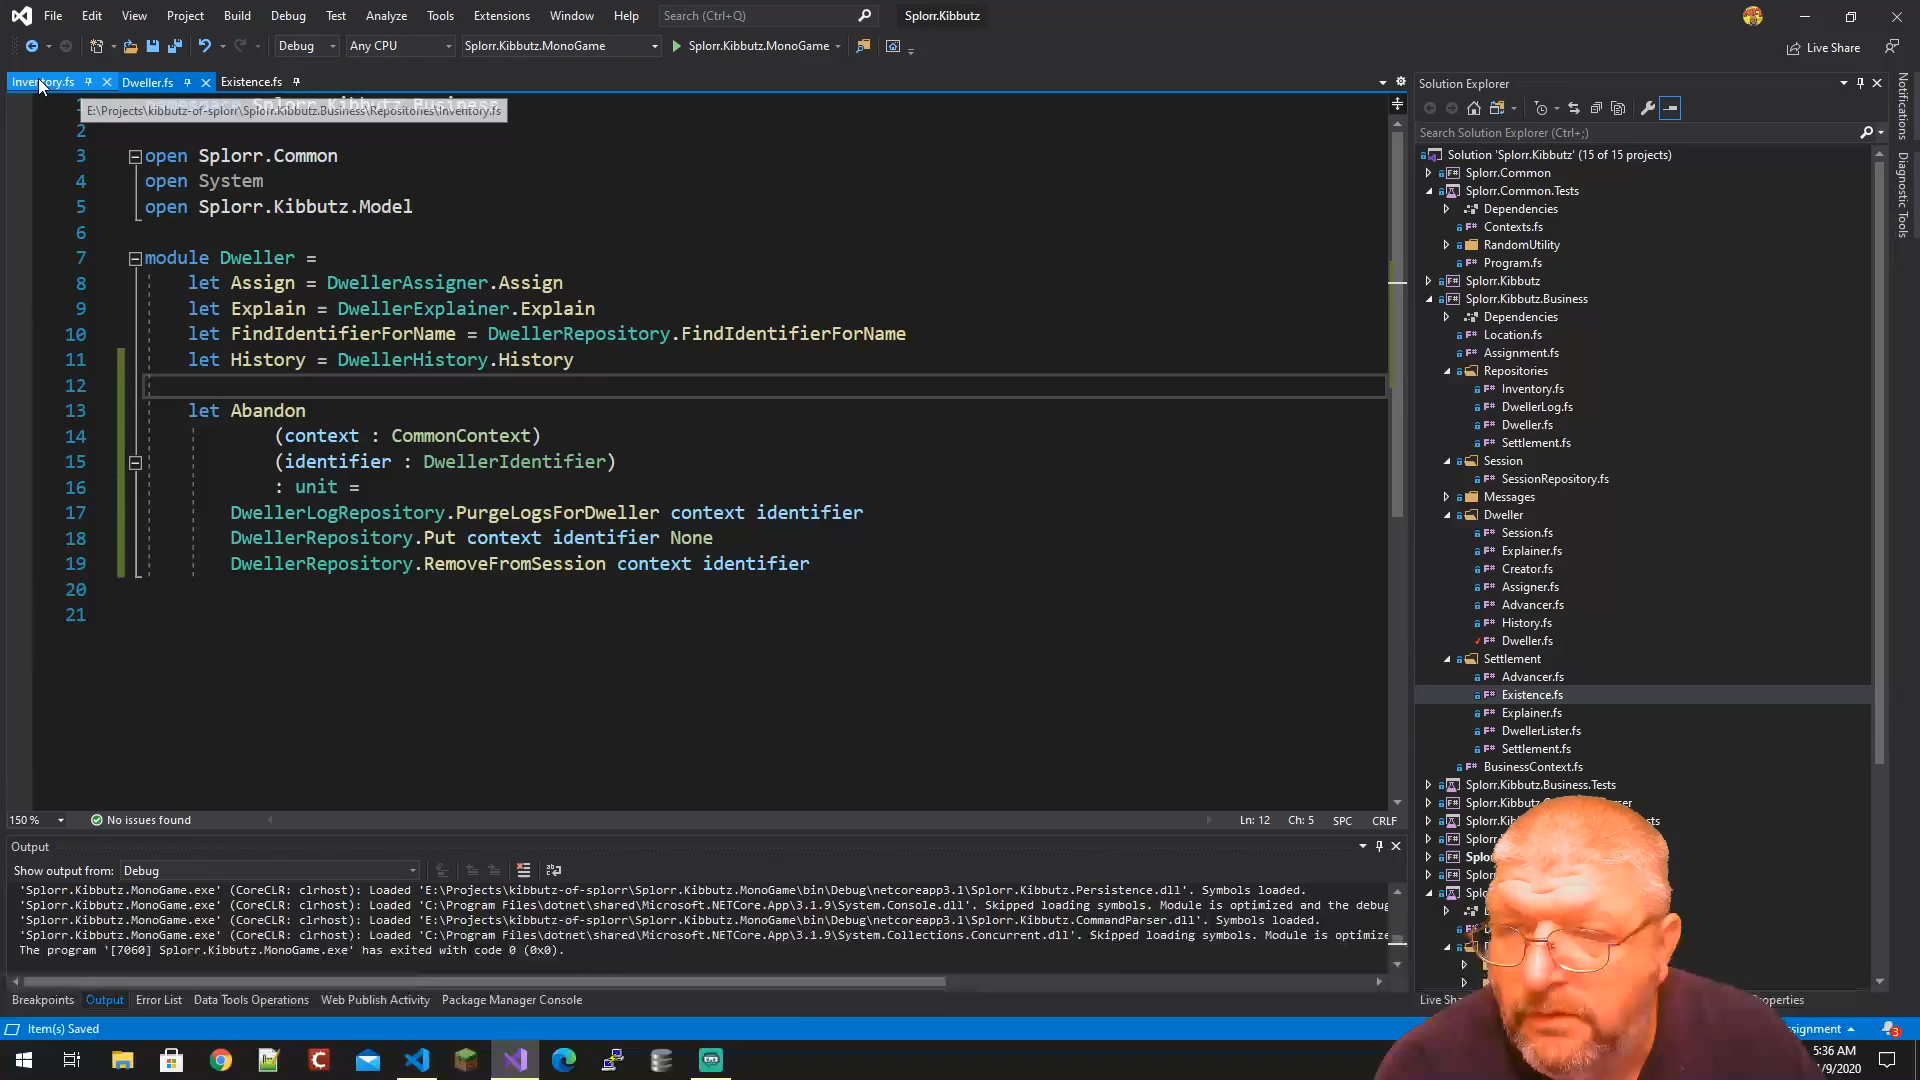 File Edit View Project Build Debug Test Analyze Tools Extensions Window Help Search (Ctrl+Q) Splorr.Kibbutz
Debug Any CPU Splorr.Kibbutz.MonoGame Splorr.Kibbutz.MonoGame Live Share
Inventory.fs Dweller.fs Existence.fs
E:\Projects\kibbutz-of-splorr\Splorr.Kibbutz.Business\Repositories\Inventory.fs
2
3 open Splorr.Common
4 open System
5 open Splorr.Kibbutz.Model
6
7 module Dweller =
8 let Assign = DwellerAssigner.Assign
9 let Explain = DwellerExplainer.Explain
10 let FindIdentifierForName = DwellerRepository.FindIdentifierForName
11 let History = DwellerHistory.History
12
13 let Abandon
14 (context : CommonContext)
15 (identifier : DwellerIdentifier)
16 : unit =
17 DwellerLogRepository.PurgeLogsForDweller context identifier
18 DwellerRepository.Put context identifier None
19 DwellerRepository.RemoveFromSession context identifier
20
21
150 % No issues found Ln: 12 Ch: 5 SPC CRLF
Output
Show output from: Debug
'Splorr.Kibbutz.MonoGame.exe' (CoreCLR: clrhost): Loaded 'E:\Projects\kibbutz-of-splorr\Splorr.Kibbutz.MonoGame\bin\Debug\netcoreapp3.1\Splorr.Kibbutz.Persistence.dll'. Symbols loaded.
'Splorr.Kibbutz.MonoGame.exe' (CoreCLR: clrhost): Loaded 'C:\Program Files\dotnet\shared\Microsoft.NETCore.App\3.1.9\System.Console.dll'. Skipped loading symbols. Module is optimized and the debug
'Splorr.Kibbutz.MonoGame.exe' (CoreCLR: clrhost): Loaded 'E:\Projects\kibbutz-of-splorr\Splorr.Kibbutz.MonoGame\bin\Debug\netcoreapp3.1\Splorr.Kibbutz.CommandParser.dll'. Symbols loaded.
'Splorr.Kibbutz.MonoGame.exe' (CoreCLR: clrhost): Loaded 'C:\Program Files\dotnet\shared\Microsoft.NETCore.App\3.1.9\System.Collections.Concurrent.dll'. Skipped loading symbols. Module is optimize
The program '[7060] Splorr.Kibbutz.MonoGame.exe' has exited with code 0 (0x0).
Breakpoints Output Error List Data Tools Operations Web Publish Activity Package Manager Console
Item(s) Saved
Solution Explorer
Search Solution Explorer (Ctrl+;)
Solution 'Splorr.Kibbutz' (15 of 15 projects)
F# Splorr.Common
Splorr.Common.Tests
Dependencies
F# Contexts.fs
RandomUtility
F# Program.fs
F# Splorr.Kibbutz
F# Splorr.Kibbutz.Business
Dependencies
F# Location.fs
F# Assignment.fs
Repositories
F# Inventory.fs
F# DwellerLog.fs
F# Dweller.fs
F# Settlement.fs
Session
F# SessionRepository.fs
Messages
Dweller
F# Session.fs
F# Explainer.fs
F# Creator.fs
F# Assigner.fs
F# Advancer.fs
F# History.fs
F# Dweller.fs
Settlement
F# Advancer.fs
F# Existence.fs
F# Explainer.fs
F# DwellerLister.fs
F# Settlement.fs
F# BusinessContext.fs
Splorr.Kibbutz.Business.Tests
Notifications
Diagnostic Tools
5:36 AM